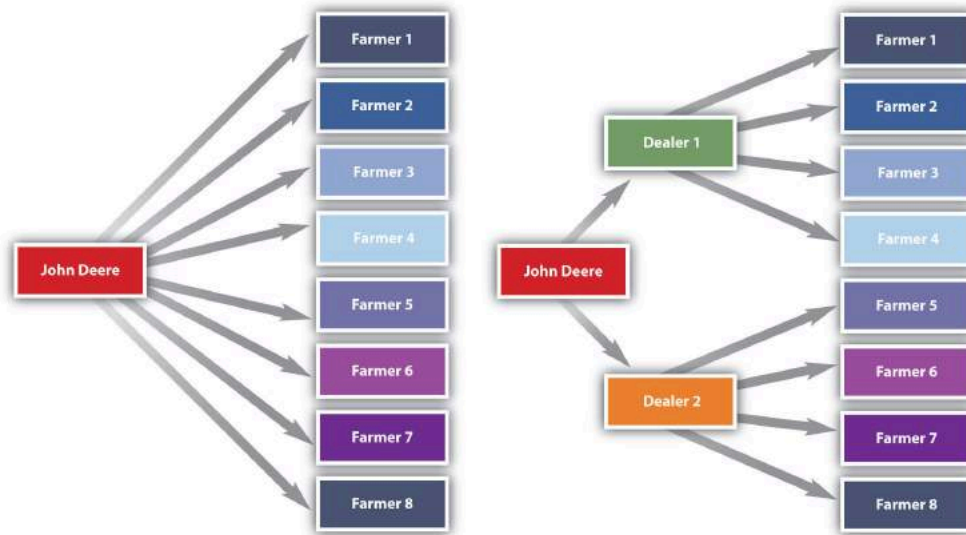 Farmer 1
Farmer 2
Farmer 3
Farmer 4
John Deere
Farmer 5
Farmer 6
Farmer 7
Farmer 8
Farmer 1
Farmer 2
Dealer 1
Farmer 3
Farmer 4
John Deere
Farmer 5
Farmer 6
Dealer 2
Farmer 7
Farmer 8